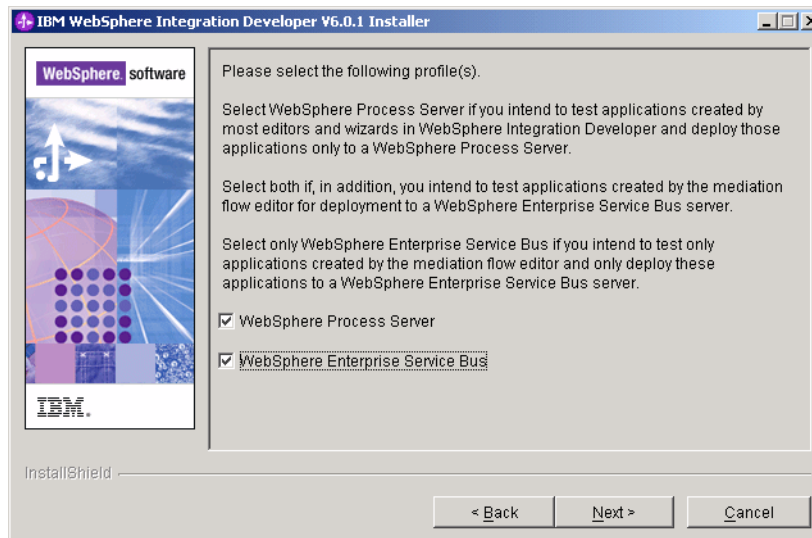 IBM WebSphere Integration Developer V6.0.1 Installer
WebSphere. software
Please select the following profile(s).
Select WebSphere Process Server if you intend to test applications created by
most editors and wizards in WebSphere Integration Developer and deploy those
applications only to a WebSphere Process Server.
Select both if, in addition, you intend to test applications created by the mediation
flow editor for deployment to a WebSphere Enterprise Service Bus server.
Select only WebSphere Enterprise Service Bus if you intend to test only
applications created by the mediation flow editor and only deploy these
applications to a WebSphere Enterprise Service Bus server.
WebSphere Process Server
WebSphere Enterprise Service Bus
IBM.
InstallShield
< Back
Next >
Cancel